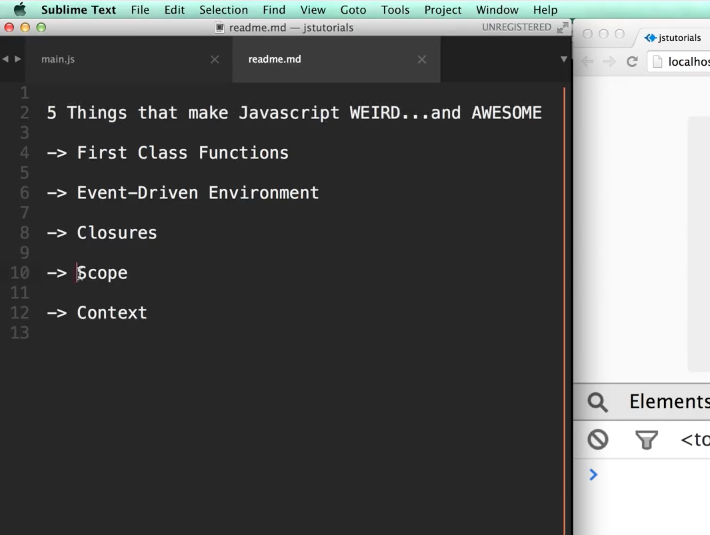 Sublime Text File Edit Selection Find View Goto Tools Project Window Help
readme.md — jstutorials UNREGISTERED
main.js readme.md
jstutorials
localhos
1
2 5 Things that make Javascript WEIRD...and AWESOME
3
4 –> First Class Functions
5
6 –> Event–Driven Environment
7
8 –> Closures
9
10 –> Scope
11
12 –> Context
13
Elements
<to